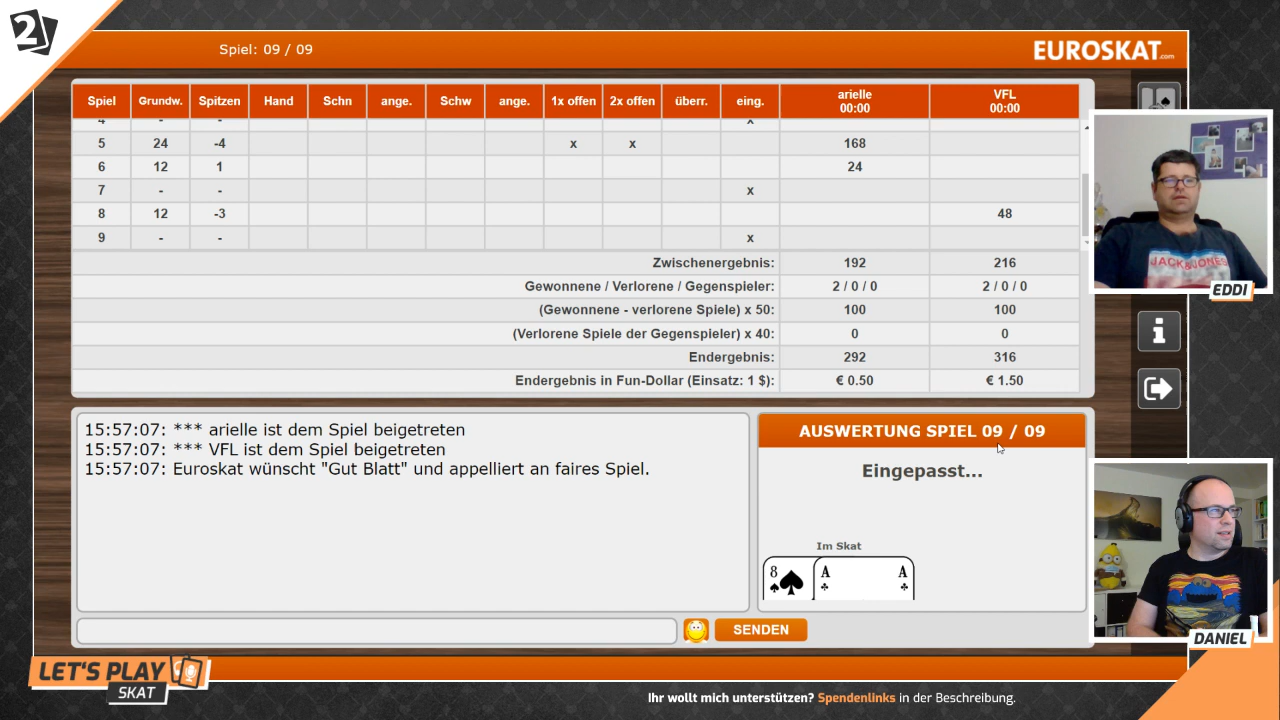 2
Spiel: 09 / 09
EUROSKAT.com
Spiel Grundw. Spitzen Hand Schn ange. Schw ange. 1x offen 2x offen überr. eing. arielle 00:00 VFL 00:00
4 - - x
5 24 -4 x x 168
6 12 1 24
7 - - x
8 12 -3 48
9 - - x
Zwischenergebnis: 192 216
Gewonnene / Verlorene / Gegenspieler: 2 / 0 / 0 2 / 0 / 0
(Gewonnene - verlorene Spiele) x 50: 100 100
(Verlorene Spiele der Gegenspieler) x 40: 0 0
Endergebnis: 292 316
Endergebnis in Fun-Dollar (Einsatz: 1 $): € 0.50 € 1.50
JACK&JONES
EDDI
15:57:07: *** arielle ist dem Spiel beigetreten
15:57:07: *** VFL ist dem Spiel beigetreten
15:57:07: Euroskat wünscht "Gut Blatt" und appelliert an faires Spiel.
AUSWERTUNG SPIEL 09 / 09
Eingepasst...
Im Skat
8 A A
SENDEN
DANIEL
LET'S PLAY
SKAT
Ihr wollt mich unterstützen? Spendenlinks in der Beschreibung.